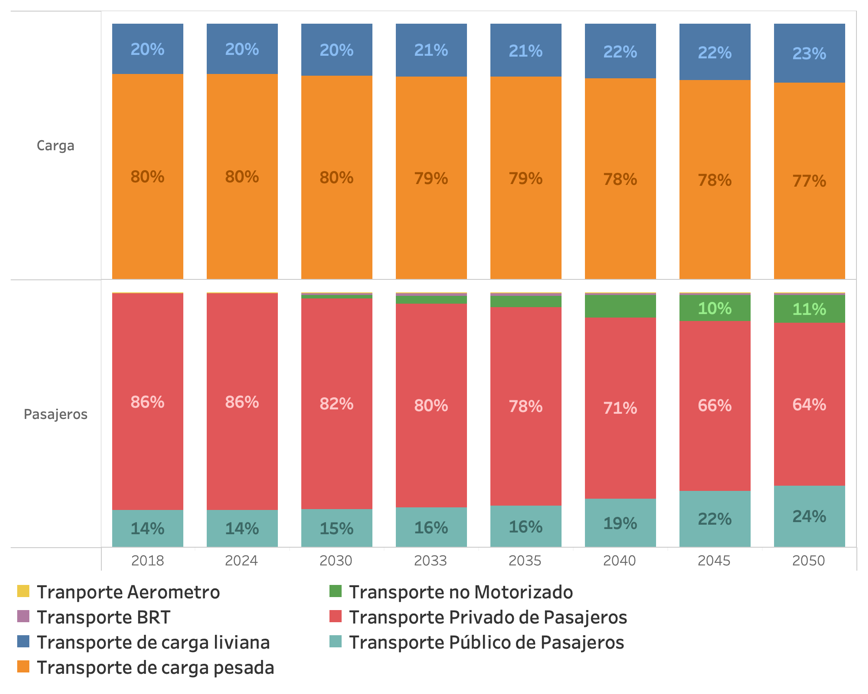 20% 20% 20% 21% 21% 22% 22% 23%
Carga
80% 80% 80% 79% 79% 78% 78% 77%
10% 11%
86% 86% 82% 80% 78% 71% 66% 64%
Pasajeros
14% 14% 15% 16% 16% 19% 22% 24%
2018 2024 2030 2033 2035 2040 2045 2050
Tranporte Aerometro
Transporte BRT
Transporte de carga liviana
Transporte de carga pesada
Transporte no Motorizado
Transporte Privado de Pasajeros
Transporte Público de Pasajeros